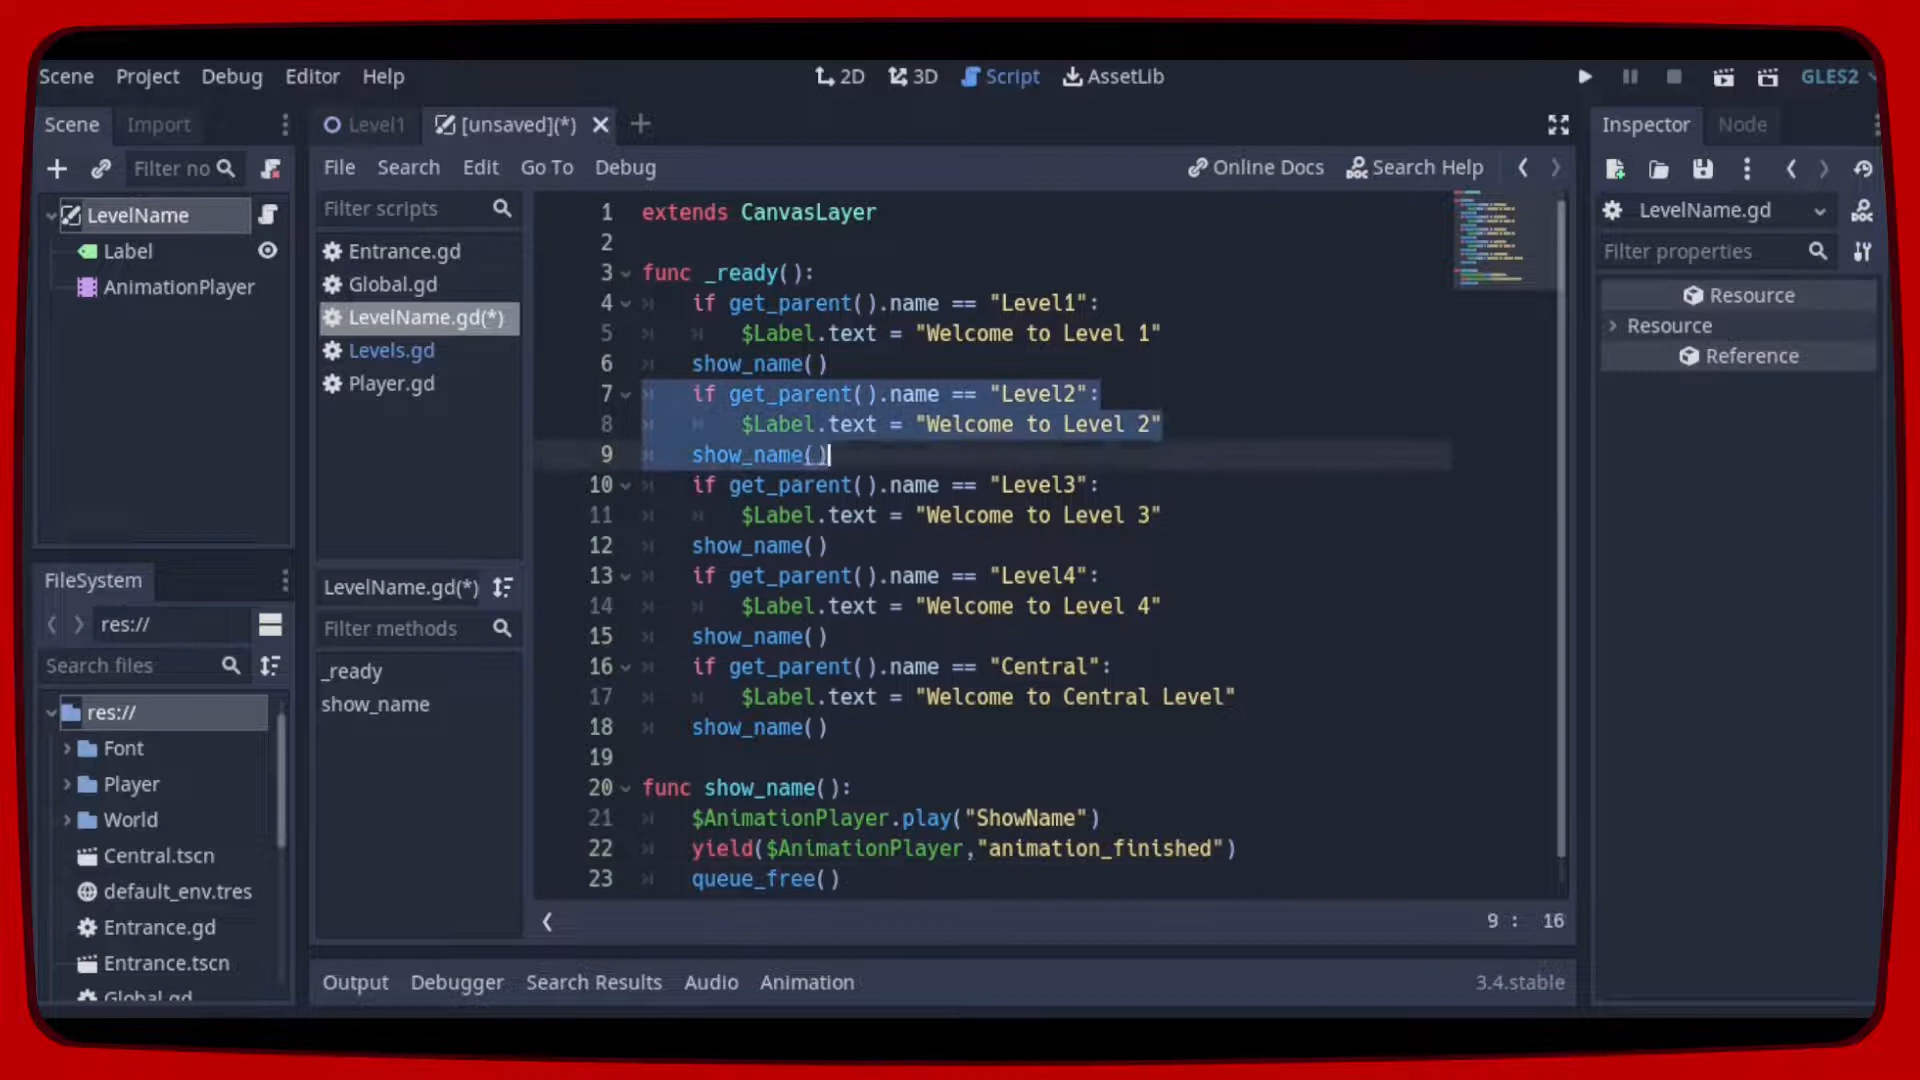 Scene Project Debug Editor Help
2D 3D Script AssetLib
GLES2
Scene Import
Filter no
LevelName
Label
AnimationPlayer
FileSystem
res://
Search files
res://
Font
Player
World
Central.tscn
default_env.tres
Entrance.gd
Entrance.tscn
Global.gd
Level1 [unsaved](*)
File Search Edit Go To Debug
Online Docs Search Help
Filter scripts
Entrance.gd
Global.gd
LevelName.gd(*)
Levels.gd
Player.gd
LevelName.gd(*)
Filter methods
_ready
show_name
1 extends CanvasLayer
2
3 func _ready():
4 if get_parent().name == "Level1":
5 $Label.text = "Welcome to Level 1"
6 show_name()
7 if get_parent().name == "Level2":
8 $Label.text = "Welcome to Level 2"
9 show_name()
10 if get_parent().name == "Level3":
11 $Label.text = "Welcome to Level 3"
12 show_name()
13 if get_parent().name == "Level4":
14 $Label.text = "Welcome to Level 4"
15 show_name()
16 if get_parent().name == "Central":
17 $Label.text = "Welcome to Central Level"
18 show_name()
19
20 func show_name():
21 $AnimationPlayer.play("ShowName")
22 yield($AnimationPlayer,"animation_finished")
23 queue_free()
9 : 16
Output Debugger Search Results Audio Animation
3.4.stable
Inspector Node
LevelName.gd
Filter properties
Resource
Resource
Reference